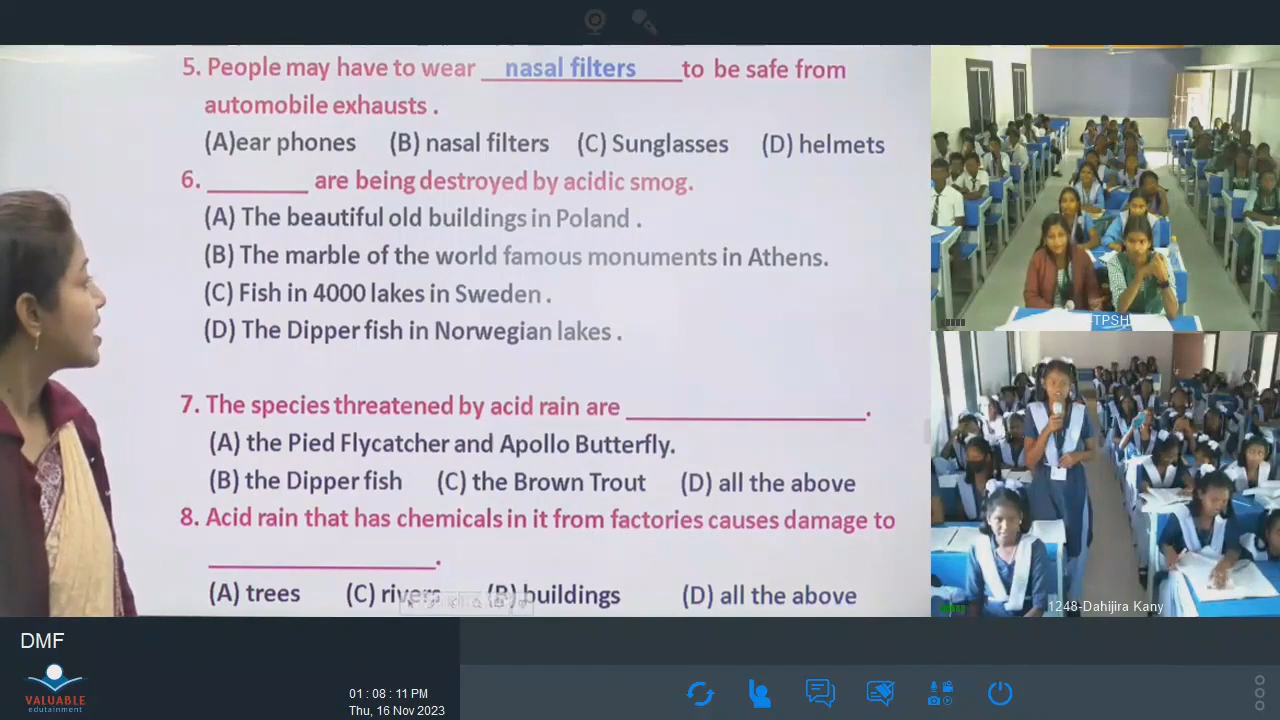 5. People may have to wear __nasal filters____to be safe from
automobile exhausts .
(A)ear phones (B) nasal filters (C) Sunglasses (D) helmets
6. ________ are being destroyed by acidic smog.
(A) The beautiful old buildings in Poland .
(B) The marble of the world famous monuments in Athens.
(C) Fish in 4000 lakes in Sweden .
(D) The Dipper fish in Norwegian lakes .
7. The species threatened by acid rain are ___________________.
(A) the Pied Flycatcher and Apollo Butterfly.
(B) the Dipper fish (C) the Brown Trout (D) all the above
8. Acid rain that has chemicals in it from factories causes damage to
__________________.
(A) trees (C) rivers (B) buildings (D) all the above
TPSH
1248-Dahijira Kany
DMF
VALUABLE
edutainment
01 : 08 : 11 PM
Thu, 16 Nov 2023